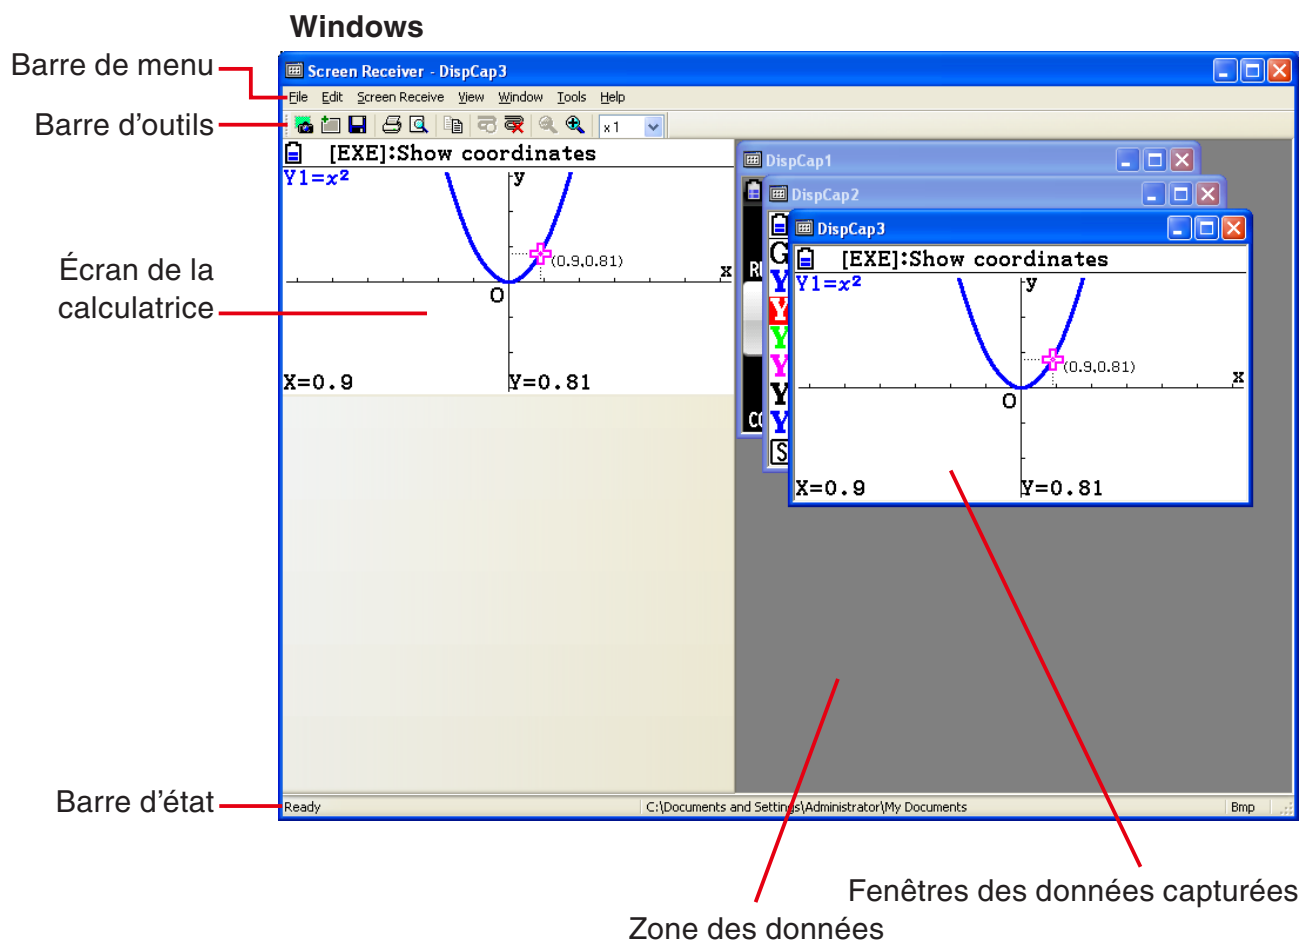 Windows
Barre de menu
Screen Receiver - DispCap3
File Edit Screen Receive View Window Tools Help
Barre d'outils
x1
[EXE]:Show coordinates
Y1=x²
y
(0.9,0.81)
x
O
X=0.9 Y=0.81
Écran de la
calculatrice
DispCap1
DispCap2
G
Y
Y
Y
Y
Y
Y
S
DispCap3
[EXE]:Show coordinates
Y1=x²
y
(0.9,0.81)
x
O
X=0.9 Y=0.81
Barre d'état
Ready C:\Documents and Settings\Administrator\My Documents Bmp
Fenêtres des données capturées
Zone des données